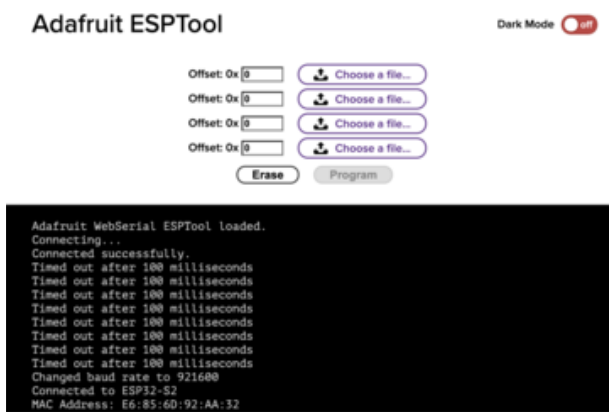 Adafruit ESPTool
Dark Mode off
Offset: 0x 0 Choose a file...
Offset: 0x 0 Choose a file...
Offset: 0x 0 Choose a file...
Offset: 0x 0 Choose a file...
Erase Program
Adafruit WebSerial ESPTool loaded.
Connecting...
Connected successfully.
Timed out after 100 milliseconds
Timed out after 100 milliseconds
Timed out after 100 milliseconds
Timed out after 100 milliseconds
Timed out after 100 milliseconds
Timed out after 100 milliseconds
Timed out after 100 milliseconds
Timed out after 100 milliseconds
Changed baud rate to 921600
Connected to ESP32-S2
MAC Address: E6:85:6D:92:AA:32